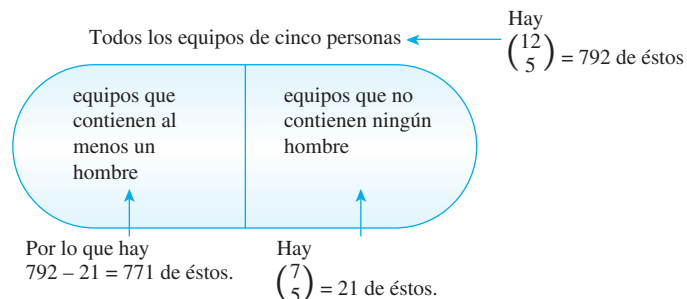 Todos los equipos de cinco personas
Hay
(12
5) = 792 de éstos
equipos que
contienen al
menos un
hombre
equipos que no
contienen ningún
hombre
Por lo que hay
792 – 21 = 771 de éstos.
Hay
(7
5) = 21 de éstos.